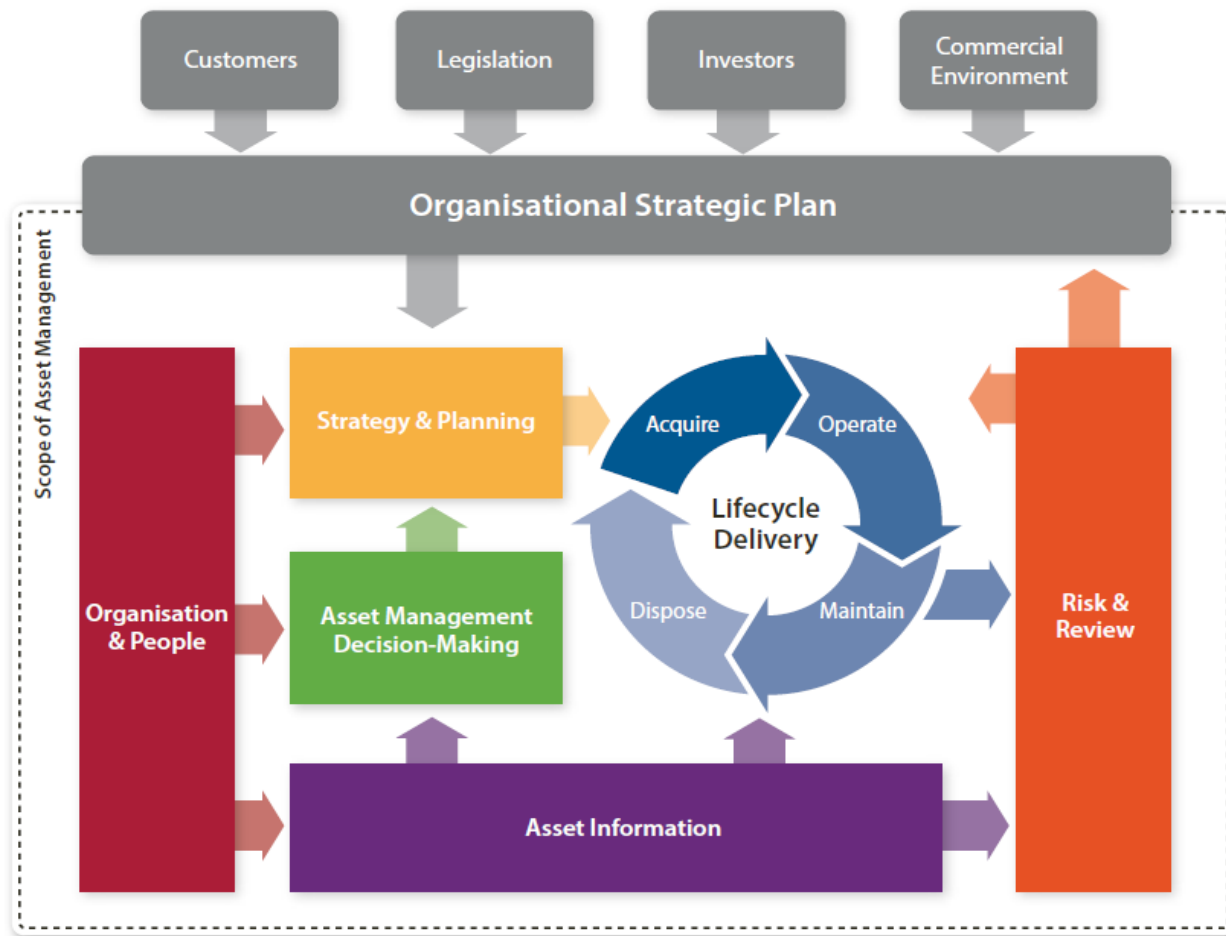 Customers
Legislation
Investors
Commercial
Environment
Organisational Strategic Plan
Scope of Asset Management
Strategy & Planning
Acquire
Operate
Lifecycle
Delivery
Organisation
& People
Asset Management
Decision-Making
Dispose
Maintain
Risk &
Review
Asset Information